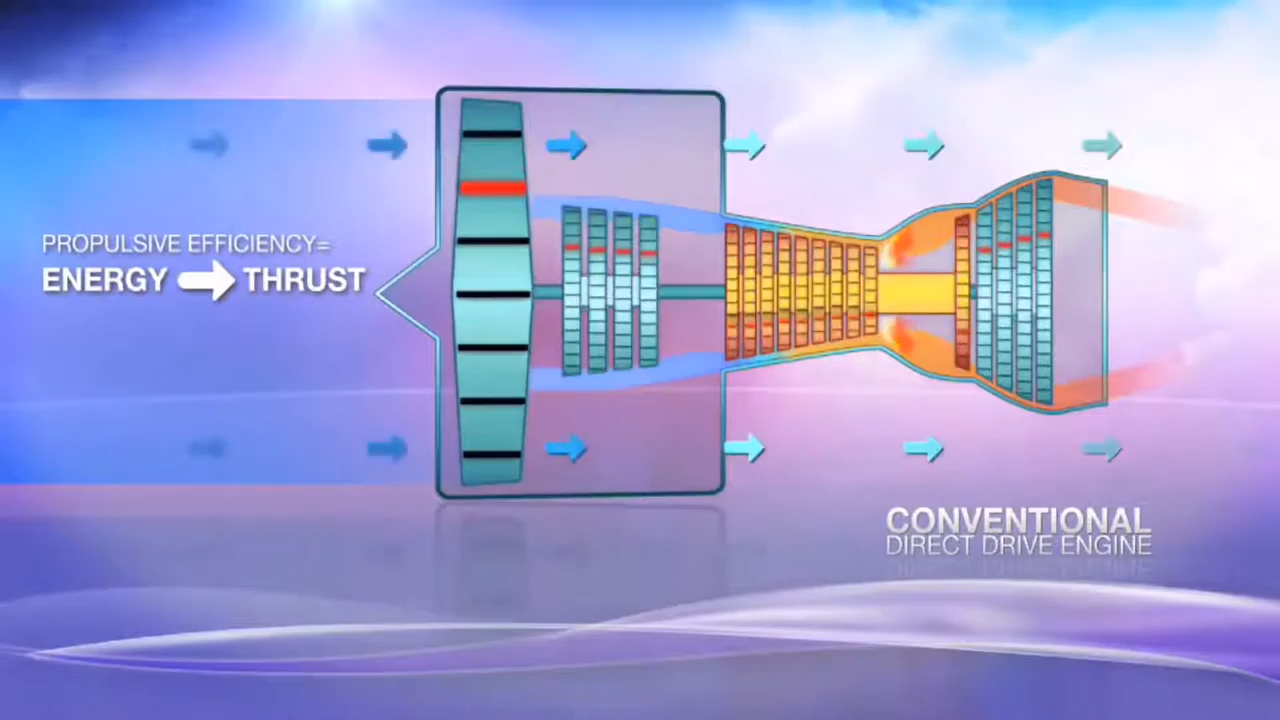 PROPULSIVE EFFICIENCY=
ENERGY THRUST
CONVENTIONAL
DIRECT DRIVE ENGINE